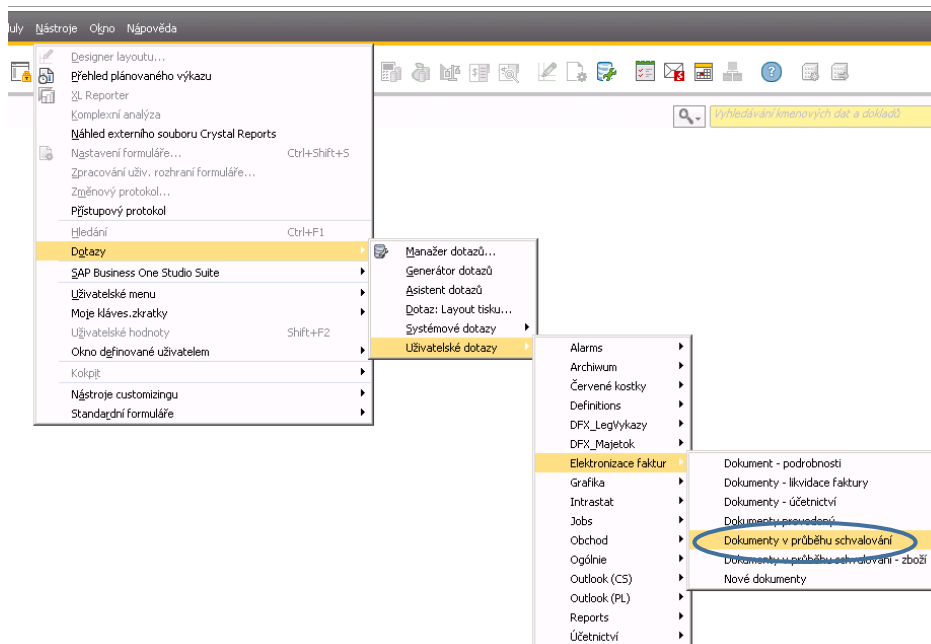 luly Nástroje Okno Nápověda
Designer layoutu...
Přehled plánovaného výkazu
XL Reporter
Komplexní analýza
Náhled externího souboru Crystal Reports
Nastavení formuláře... Ctrl+Shift+S
Zpracování uživ. rozhraní formuláře...
Změnový protokol...
Přístupový protokol
Hledání Ctrl+F1
Dotazy
SAP Business One Studio Suite
Uživatelské menu
Moje kláves.zkratky
Uživatelské hodnoty Shift+F2
Okno definované uživatelem
Kokpit
Nástroje customizingu
Standardní formuláře
Vyhledávání kmenových dat a dokladů
Manažer dotazů...
Generátor dotazů
Asistent dotazů
Dotaz: Layout tisku...
Systémové dotazy
Uživatelské dotazy
Alarms
Archiwum
Červené kostky
Definitions
DFX_LegVykazy
DFX_Majetok
Elektronizace faktur
Grafika
Intrastat
Jobs
Obchod
Ogólnie
Outlook (CS)
Outlook (PL)
Reports
Účetnictví
Dokument - podrobnosti
Dokumenty - likvidace faktury
Dokumenty - účetnictví
Dokumenty provedený
Dokumenty v průběhu schvalování
Dokumenty v průběhu schvalování - zboží
Nové dokumenty